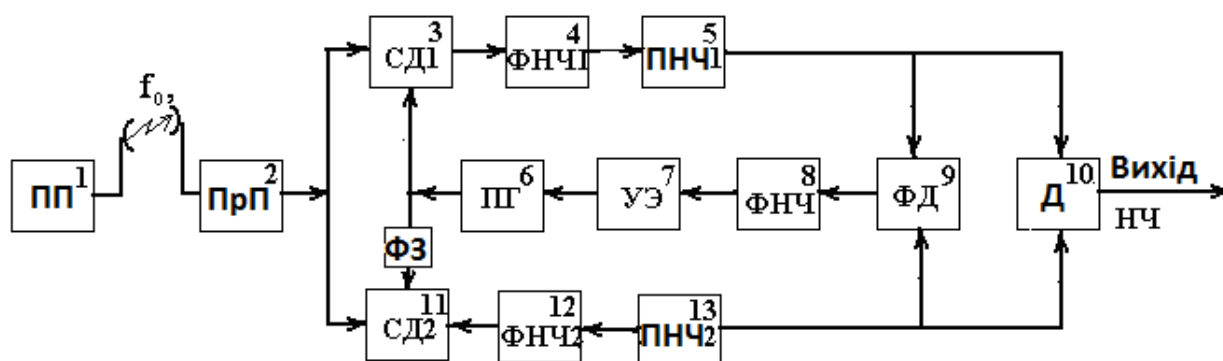 3
СД1
4
ФНЧ1
5
ПНЧ1
f₀,
1
ПП
2
ПрП
6
ПГ
7
УЭ
8
ФНЧ
9
ФД
10
Д
Вихід
НЧ
ФЗ
11
СД2
12
ФНЧ2
13
ПНЧ2